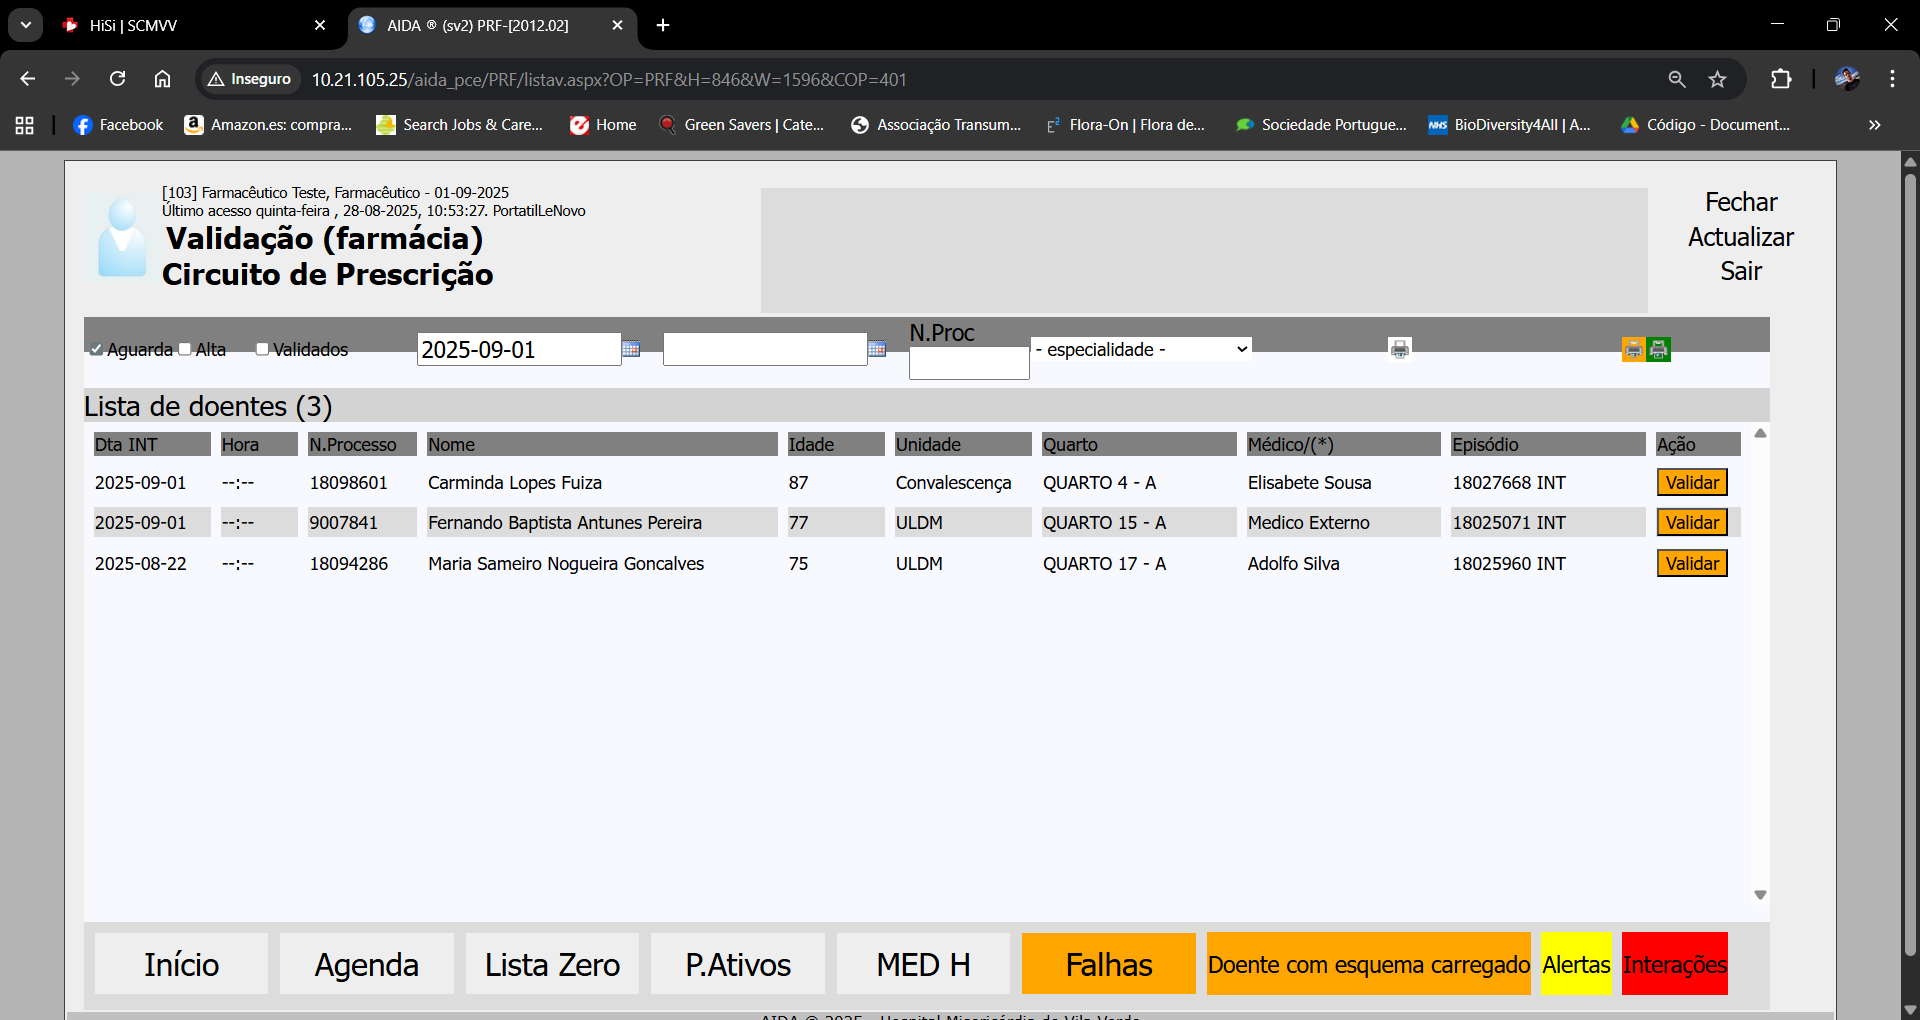 HiSi | SCMVV
AIDA ® (sv2) PRF-[2012.02]
Inseguro
10.21.105.25/aida_pce/PRF/listav.aspx?OP=PRF&H=846&W=1596&COP=401
Facebook
Amazon.es: compra...
Search Jobs & Care...
Home
Green Savers | Cate...
Associação Transum...
Flora-On | Flora de...
Sociedade Portugue...
NHS
BioDiversity4All | A...
Código - Document...
[103] Farmacêutico Teste, Farmacêutico - 01-09-2025
Último acesso quinta-feira , 28-08-2025, 10:53:27. PortatilLeNovo
Validação (farmácia)
Circuito de Prescrição
Fechar
Actualizar
Sair
Aguarda Alta Validados 2025-09-01 N.Proc - especialidade -
Lista de doentes (3)
Dta INT Hora N.Processo Nome Idade Unidade Quarto Médico/(*) Episódio Ação
2025-09-01 --:-- 18098601 Carminda Lopes Fuiza 87 Convalescença QUARTO 4 - A Elisabete Sousa 18027668 INT Validar
2025-09-01 --:-- 9007841 Fernando Baptista Antunes Pereira 77 ULDM QUARTO 15 - A Medico Externo 18025071 INT Validar
2025-08-22 --:-- 18094286 Maria Sameiro Nogueira Goncalves 75 ULDM QUARTO 17 - A Adolfo Silva 18025960 INT Validar
Início Agenda Lista Zero P.Ativos MED H Falhas Doente com esquema carregado Alertas Interações
AIDA ® 2025 - Hospital Misericórdia de Vila Verde